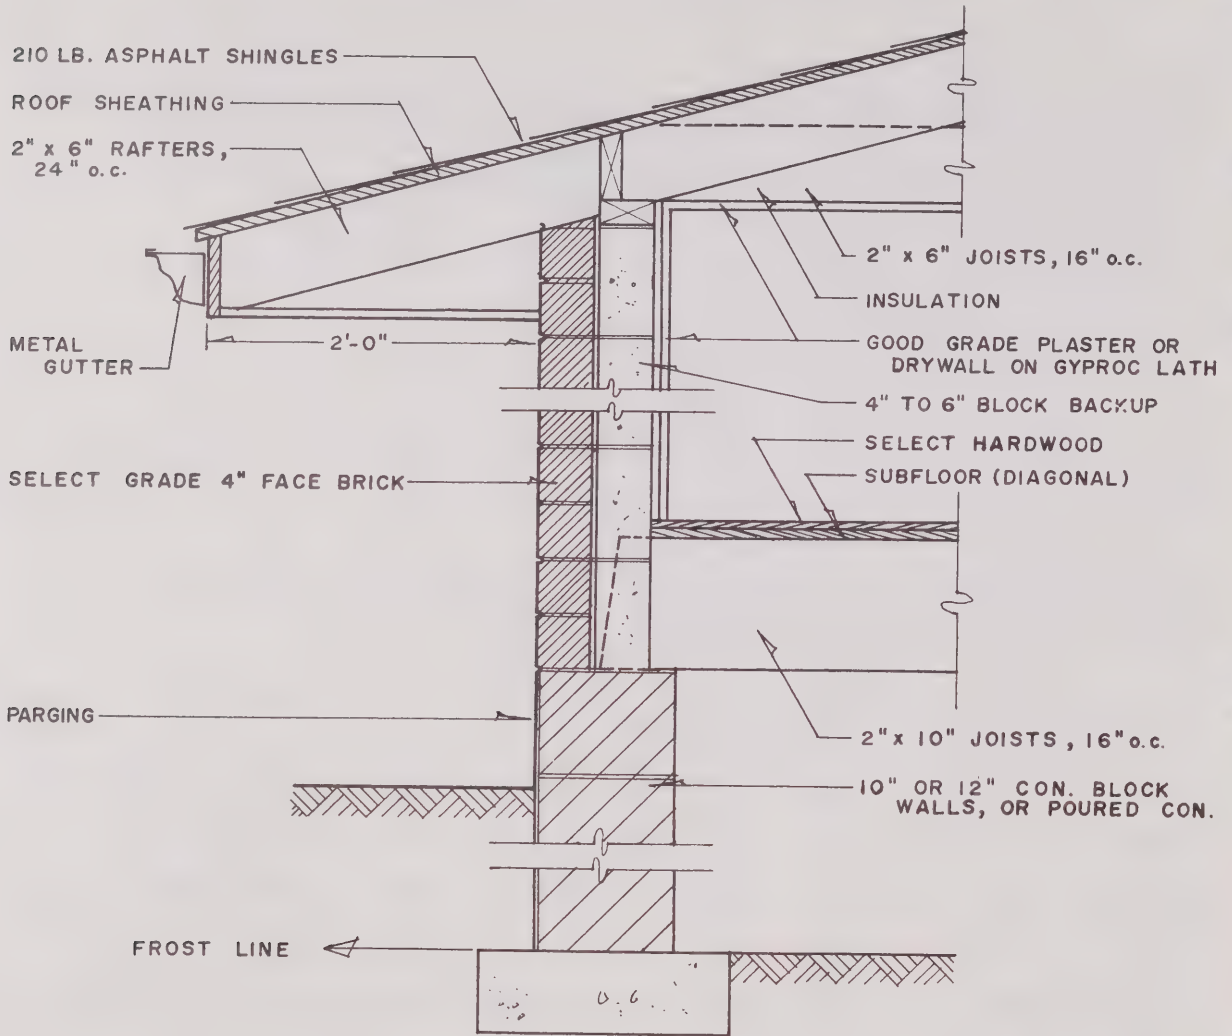 210 LB. ASPHALT SHINGLES
ROOF SHEATHING
2" x 6" RAFTERS,
24" o.c.
METAL
GUTTER
2'-0"
2" x 6" JOISTS, 16" o.c.
INSULATION
GOOD GRADE PLASTER OR
DRYWALL ON GYPROC LATH
4" TO 6" BLOCK BACKUP
SELECT HARDWOOD
SUBFLOOR (DIAGONAL)
SELECT GRADE 4" FACE BRICK
PARGING
2" x 10" JOISTS, 16" o.c.
10" OR 12" CON. BLOCK
WALLS, OR POURED CON.
FROST LINE